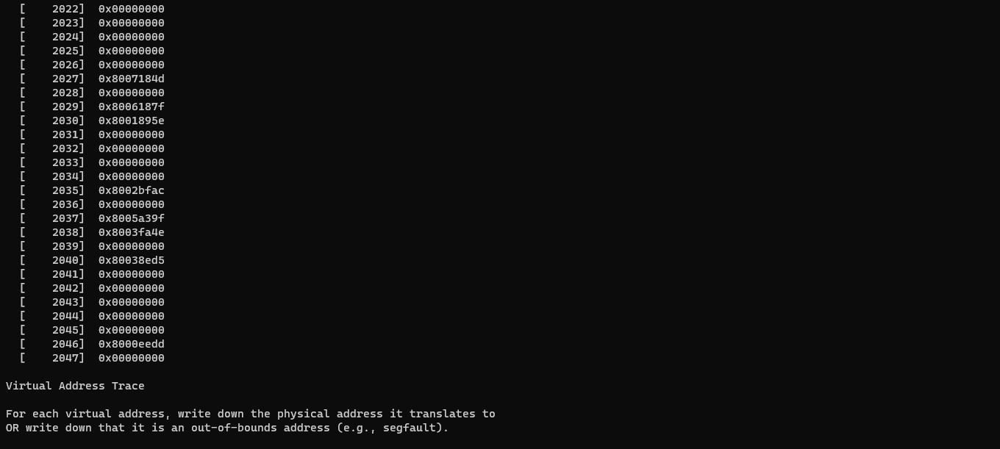 [    2022]  0x00000000
[    2023]  0x00000000
[    2024]  0x00000000
[    2025]  0x00000000
[    2026]  0x00000000
[    2027]  0x8007184d
[    2028]  0x00000000
[    2029]  0x8006187f
[    2030]  0x8001895e
[    2031]  0x00000000
[    2032]  0x00000000
[    2033]  0x00000000
[    2034]  0x00000000
[    2035]  0x8002bfac
[    2036]  0x00000000
[    2037]  0x8005a39f
[    2038]  0x8003fa4e
[    2039]  0x00000000
[    2040]  0x80038ed5
[    2041]  0x00000000
[    2042]  0x00000000
[    2043]  0x00000000
[    2044]  0x00000000
[    2045]  0x00000000
[    2046]  0x8000eedd
[    2047]  0x00000000
Virtual Address Trace
For each virtual address, write down the physical address it translates to
OR write down that it is an out-of-bounds address (e.g., segfault).